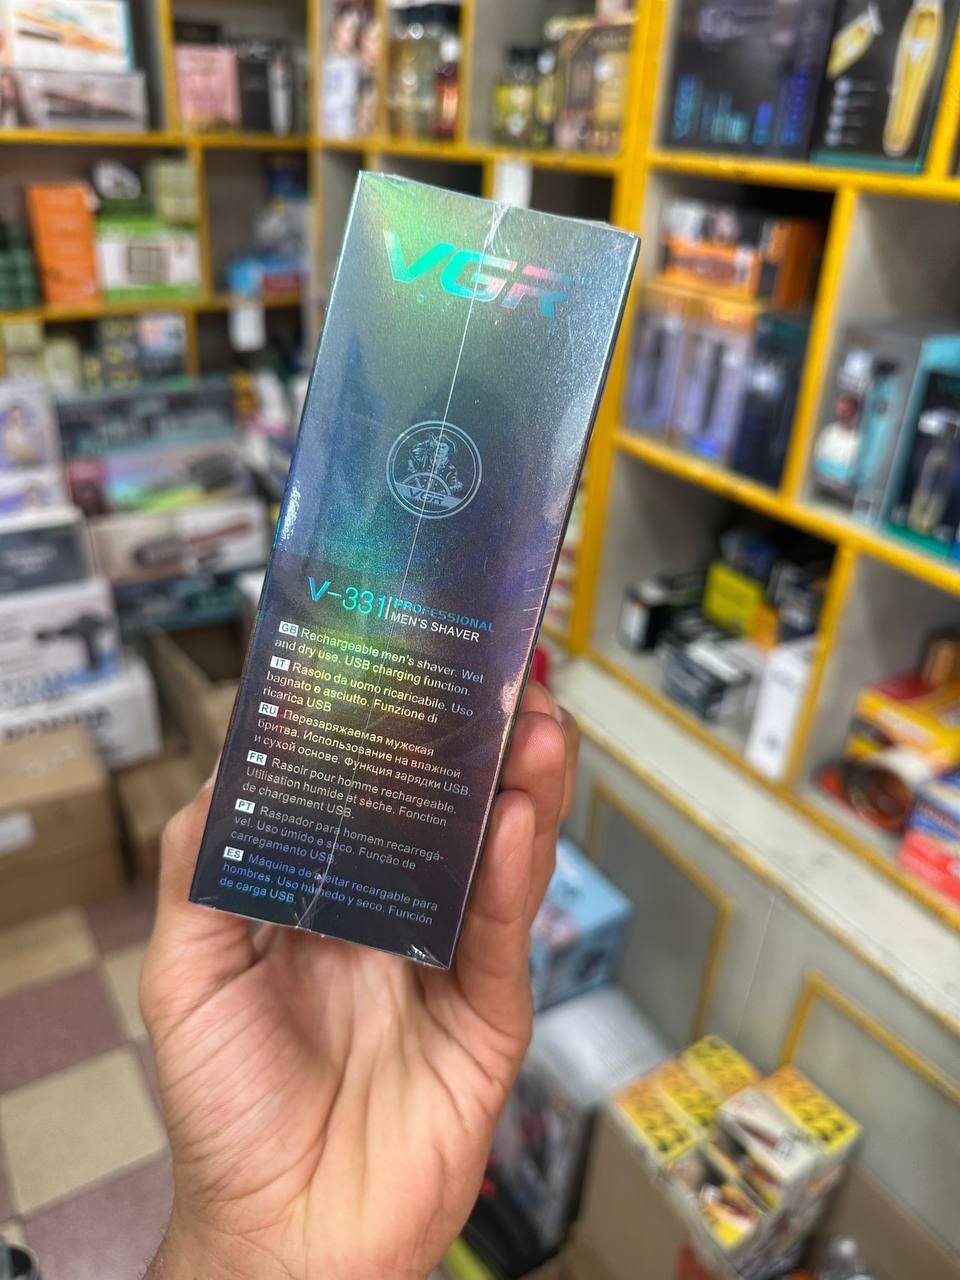 VGR
VGR
V-331 PROFESSIONAL
MEN'S SHAVER
GB Rechargeable men's shaver. Wet
and dry use. USB charging function.
IT Rasoio da uomo ricaricabile. Uso
bagnato e asciutto. Funzione di
ricarica USB
RU Перезаряжаемая мужская
бритва. Использование на влажной
и сухой основе. Функция зарядки USB.
FR Rasoir pour homme rechargeable.
Utilisation humide et sèche. Fonction
de chargement USB.
PT Raspador para homem recarregá-
vel. Uso úmido e seco. Função de
carregamento USB.
ES Máquina de afeitar recargable para
hombres. Uso húmedo y seco. Función
de carga USB.
VGR